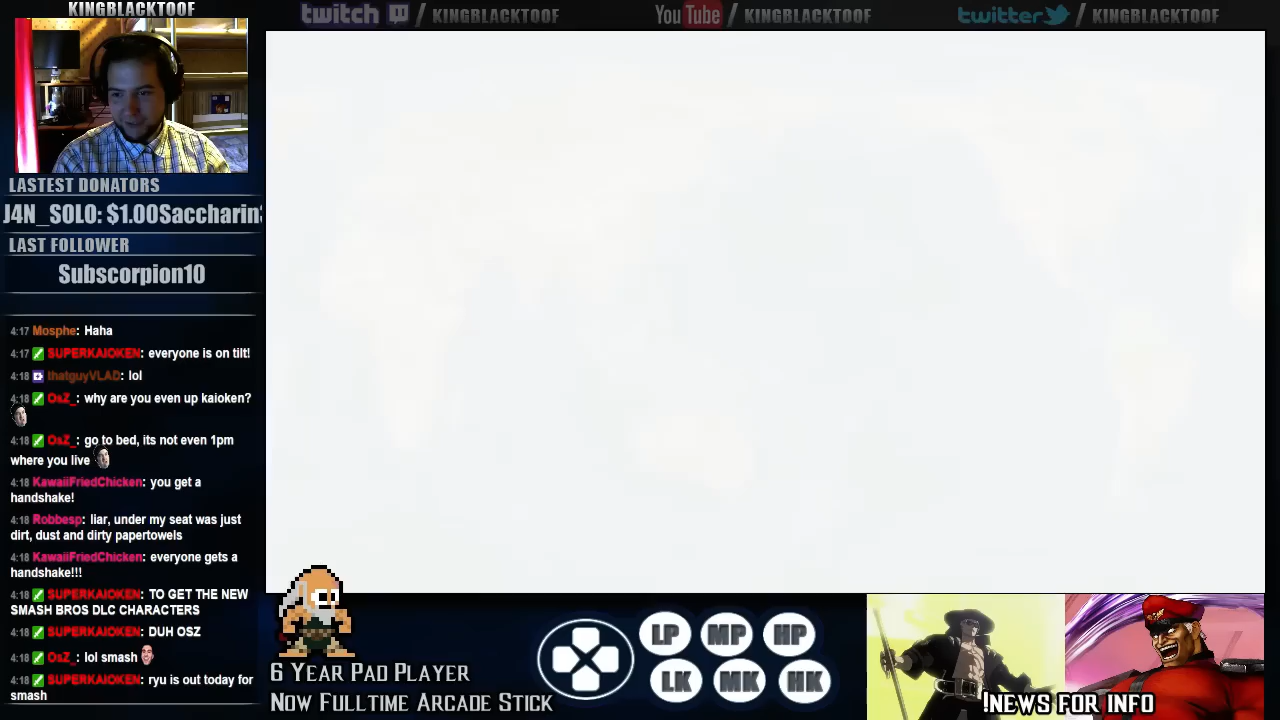 KINGBLACKTOOF
twitch / KINGBLACKTOOF
YouTube / KINGBLACKTOOF
twitter / KINGBLACKTOOF
LASTEST DONATORS
J4N_SOLO: $1.00Saccharin
LAST FOLLOWER
Subscorpion10
4:17 Mosphe: Haha
4:17 SUPERKAIOKEN: everyone is on tilt!
4:18 thatguyVLAD: lol
4:18 OsZ_: why are you even up kaioken?
4:18 OsZ_: go to bed, its not even 1pm
where you live
4:18 KawaiiFriedChicken: you get a
handshake!
4:18 Robbesp: liar, under my seat was just
dirt, dust and dirty papertowels
4:18 KawaiiFriedChicken: everyone gets a
handshake!!!
4:18 SUPERKAIOKEN: TO GET THE NEW
SMASH BROS DLC CHARACTERS
4:18 SUPERKAIOKEN: DUH OSZ
4:18 OsZ_: lol smash
4:18 SUPERKAIOKEN: ryu is out today for
smash
6 YEAR PAD PLAYER
NOW FULLTIME ARCADE STICK
LP MP HP
LK MK HK
!NEWS FOR INFO